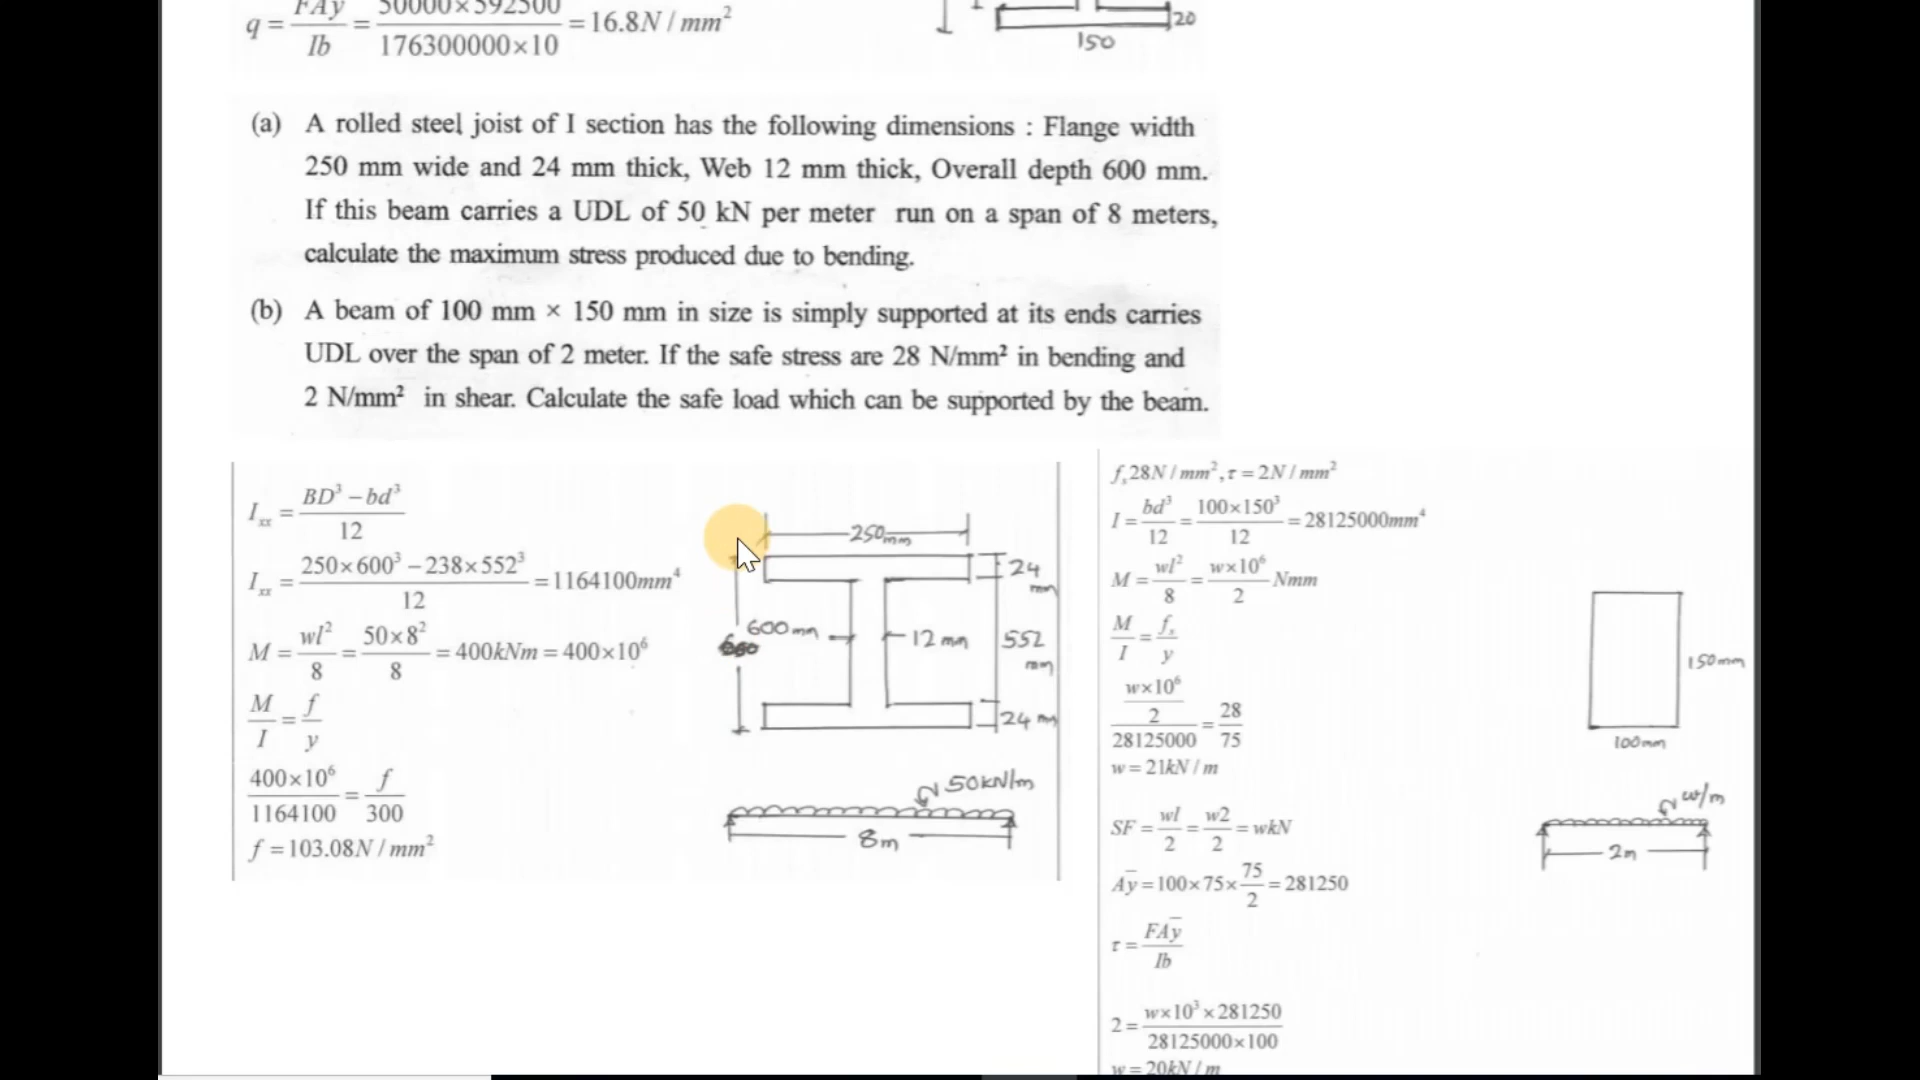 q = FAy / Ib = 50000×592500 / 176300000×10 = 16.8N / mm²
20
150
(a) A rolled steel joist of I section has the following dimensions : Flange width
250 mm wide and 24 mm thick, Web 12 mm thick, Overall depth 600 mm.
If this beam carries a UDL of 50 kN per meter run on a span of 8 meters,
calculate the maximum stress produced due to bending.
(b) A beam of 100 mm × 150 mm in size is simply supported at its ends carries
UDL over the span of 2 meter. If the safe stress are 28 N/mm² in bending and
2 N/mm² in shear. Calculate the safe load which can be supported by the beam.
Ixx = BD³ – bd³ / 12
Ixx = 250×600³ – 238×552³ / 12 = 1164100mm⁴
M = wl² / 8 = 50×8² / 8 = 400kNm = 400×10⁶
M / I = f / y
400×10⁶ / 1164100 = f / 300
f = 103.08N / mm²
250mm
24 mm
600mm
12 mm
552 mm
24 mm
50kN/m
8m
f,28N / mm², τ = 2N / mm²
I = bd³ / 12 = 100×150³ / 12 = 28125000mm⁴
M = wl² / 8 = w×10⁶ / 2 Nmm
M / I = fs / y
w×10⁶ / 2 / 28125000 = 28 / 75
w = 21kN / m
SF = wl / 2 = w2 / 2 = wkN
Ay̅ = 100×75× 75 / 2 = 281250
τ = FAy̅ / Ib
2 = w×10³×281250 / 28125000×100
w = 20kN / m
150mm
100mm
w/m
2m